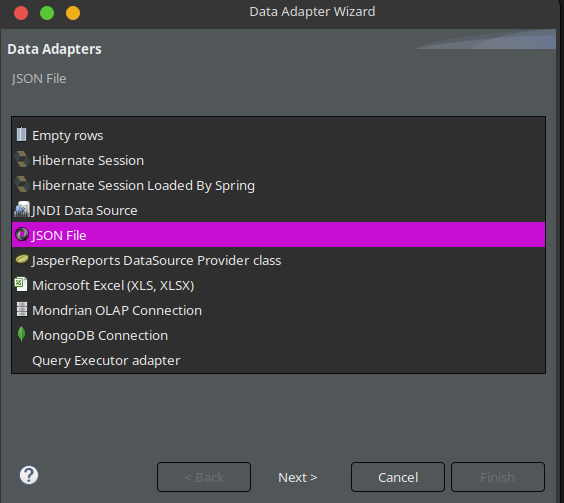 Data Adapter Wizard
Data Adapters
JSON File
Empty rows
Hibernate Session
Hibernate Session Loaded By Spring
JNDI Data Source
JSON File
JasperReports DataSource Provider class
Microsoft Excel (XLS, XLSX)
Mondrian OLAP Connection
MongoDB Connection
Query Executor adapter
? < Back Next > Cancel Finish